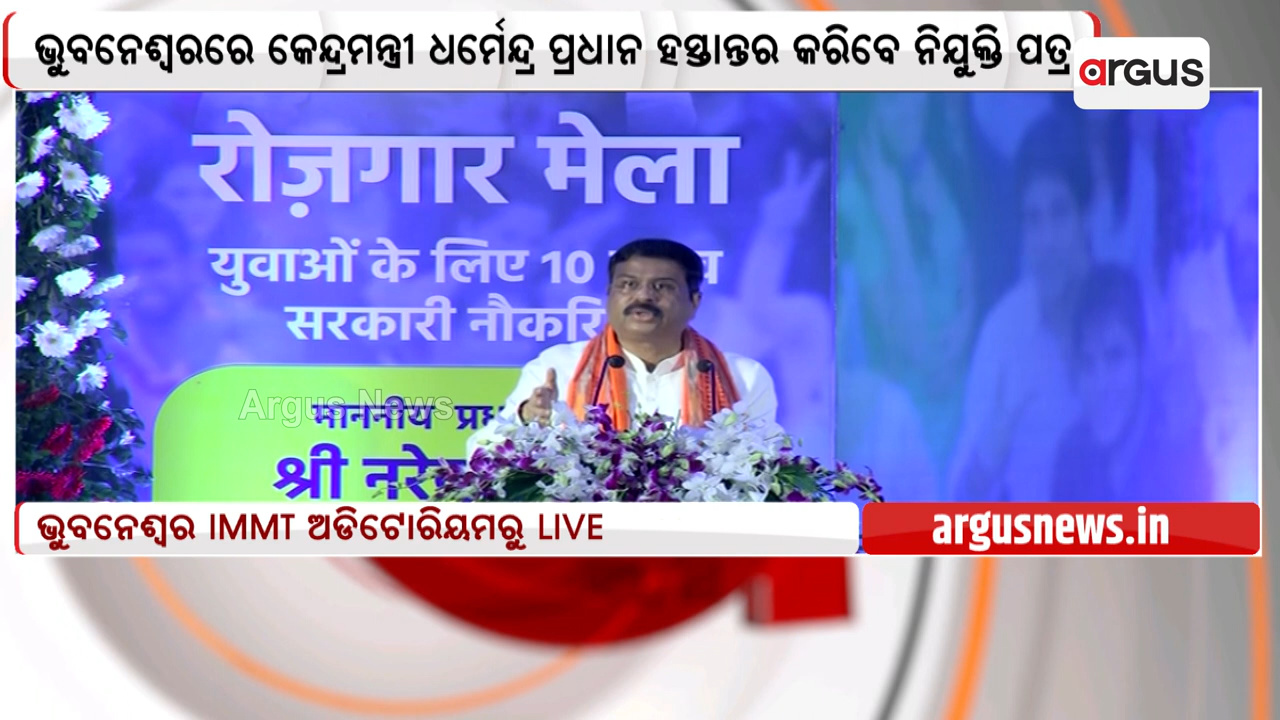 ଭୁବନେଶ୍ୱରରେ କେନ୍ଦ୍ରମନ୍ତ୍ରୀ ଧର୍ମେନ୍ଦ୍ର ପ୍ରଧାନ ହସ୍ତାନ୍ତର କରିବେ ନିଯୁକ୍ତି ପତ୍ର
argus
रोज़गार मेला
युवाओं के लिए 10
सरकारी
Argus News
माननीय
श्री
ଭୁବନେଶ୍ୱର IMMT ଅଡିଟୋରିୟମରୁ LIVE
argusnews.in